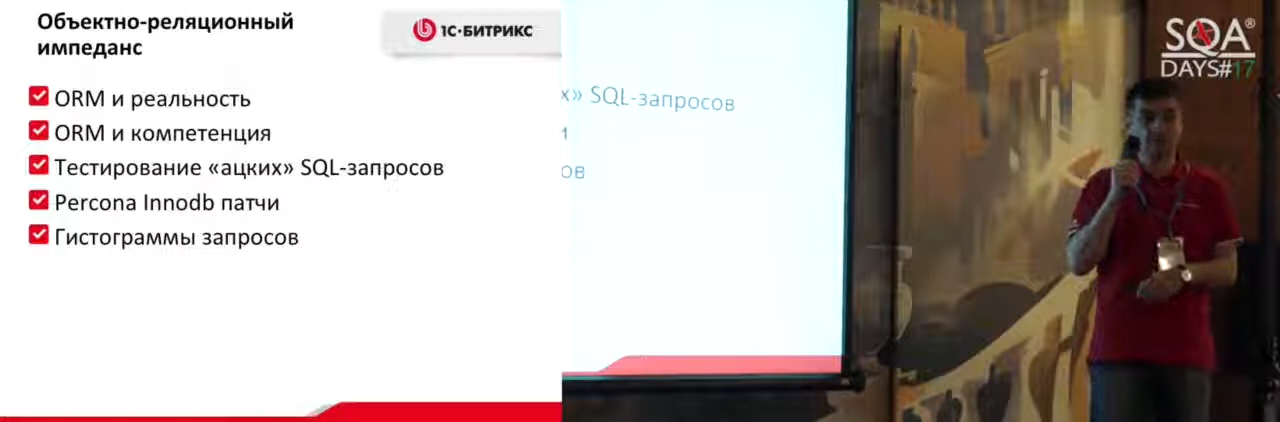 Объектно-реляционный
импеданс
1С-БИТРИКС
ORM и реальность
ORM и компетенция
Тестирование «ацких» SQL-запросов
Percona Innodb патчи
Гистограммы запросов
х» SQL-запросов
и
ов
SQA®
DAYS#17